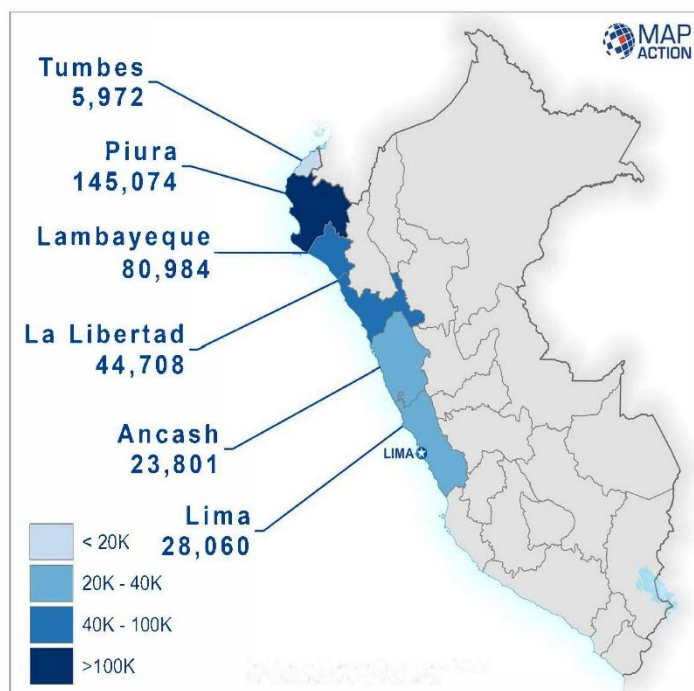 MAP
ACTION
Tumbes
5,972
Piura
145,074
Lambayeque
80,984
La Libertad
44,708
Ancash
23,801
Lima
28,060
LIMA
< 20K
20K - 40K
40K - 100K
>100K